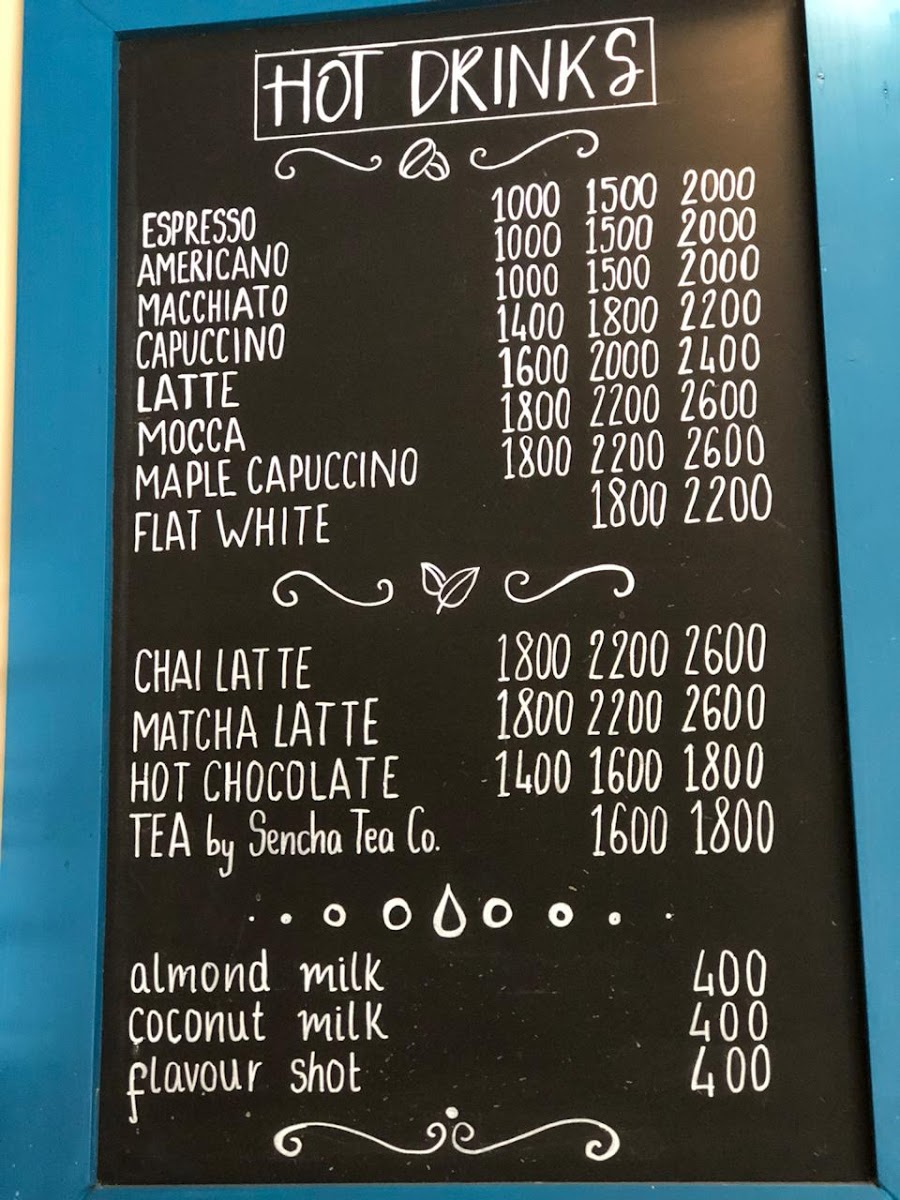 HOT DRINKS
ESPRESSO 1000 1500 2000
AMERICANO 1000 1500 2000
MACCHIATO 1000 1500 2000
CAPUCCINO 1400 1800 2200
LATTE 1600 2000 2400
MOCCA 1800 2200 2600
MAPLE CAPUCCINO 1800 2200 2600
FLAT WHITE 1800 2200
CHAI LATTE 1800 2200 2600
MATCHA LATTE 1800 2200 2600
HOT CHOCOLATE 1400 1600 1800
TEA by Sencha Tea Co. 1600 1800
almond milk 400
coconut milk 400
flavour shot 400